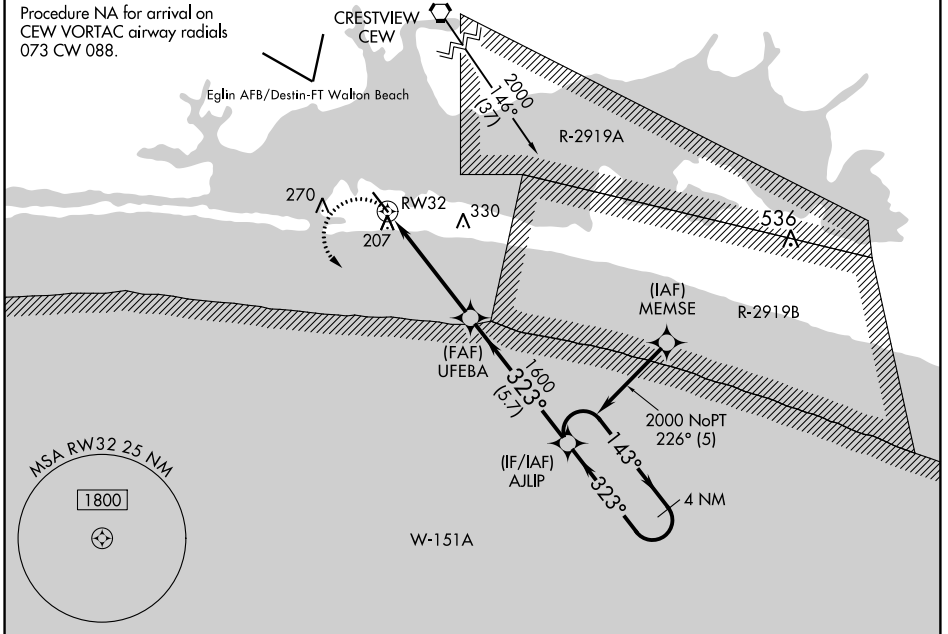 Procedure NA for arrival on
CEW VORTAC airway radials
073 CW 088.
CRESTVIEW
CEW
Eglin AFB/Destin-FT Walton Beach
2000
146°
(37)
R-2919A
270
RW32
207
330
536
(IAF)
MEMSE
R-2919B
(FAF)
UFEBA
1600
323°
(5.7)
2000 NoPT
226° (5)
(IF/IAF)
AJLIP
143°
323°
4 NM
MSA RW32 25 NM
1800
W-151A